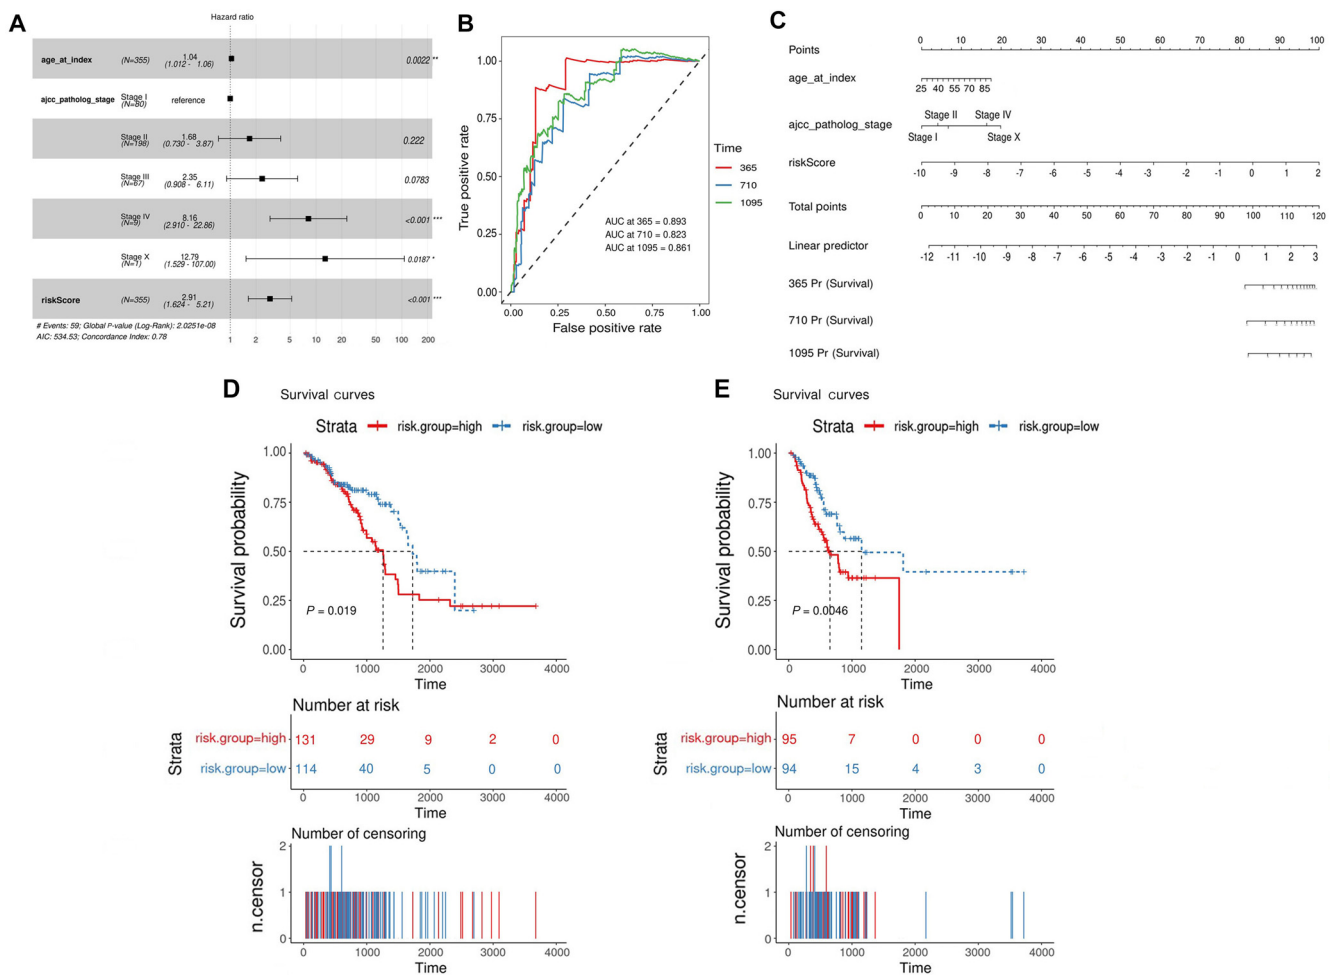 A
Hazard ratio
age_at_index (N=355) 1.04 (1.012 - 1.06) 0.0022 **
ajcc_patholog_stage Stage I (N=80) reference
Stage II (N=198) 1.68 (0.730 - 3.87) 0.222
Stage III (N=67) 2.35 (0.908 - 6.11) 0.0783
Stage IV (N=9) 8.16 (2.910 - 22.86) <0.001 ***
Stage X (N=1) 12.79 (1.529 - 107.00) 0.0187 *
riskScore (N=355) 2.91 (1.624 - 5.21) <0.001 ***
# Events: 59; Global P-value (Log-Rank): 2.0251e-08
AIC: 534.53; Concordance Index: 0.78
1 2 5 10 20 50 100 200
B
True positive rate
1.00
0.75
0.50
0.25
0.00
AUC at 365 = 0.893
AUC at 710 = 0.823
AUC at 1095 = 0.861
0.00 0.25 0.50 0.75 1.00
False positive rate
Time
365
710
1095
C
Points 0 10 20 30 40 50 60 70 80 90 100
age_at_index
25 40 55 70 85
ajcc_patholog_stage
Stage II Stage IV
Stage I Stage X
riskScore
-10 -9 -8 -7 -6 -5 -4 -3 -2 -1 0 1 2
Total points
0 10 20 30 40 50 60 70 80 90 100 110 120
Linear predictor
-12 -11 -10 -9 -8 -7 -6 -5 -4 -3 -2 -1 0 1 2 3
365 Pr (Survival)
710 Pr (Survival)
1095 Pr (Survival)
D
Survival curves
Strata risk.group=high risk.group=low
Survival probability
1.00
0.75
0.50
0.25
0.00
P = 0.019
0 1000 2000 3000 4000
Time
Number at risk
Strata
risk.group=high 131 29 9 2 0
risk.group=low 114 40 5 0 0
0 1000 2000 3000 4000
Time
Number of censoring
n.censor
2
1
0
0 1000 2000 3000 4000
Time
E
Survival curves
Strata risk.group=high risk.group=low
Survival probability
1.00
0.75
0.50
0.25
0.00
P = 0.0046
0 1000 2000 3000 4000
Time
Number at risk
Strata
risk.group=high 95 7 0 0 0
risk.group=low 94 15 4 3 0
0 1000 2000 3000 4000
Time
Number of censoring
n.censor
2
1
0
0 1000 2000 3000 4000
Time